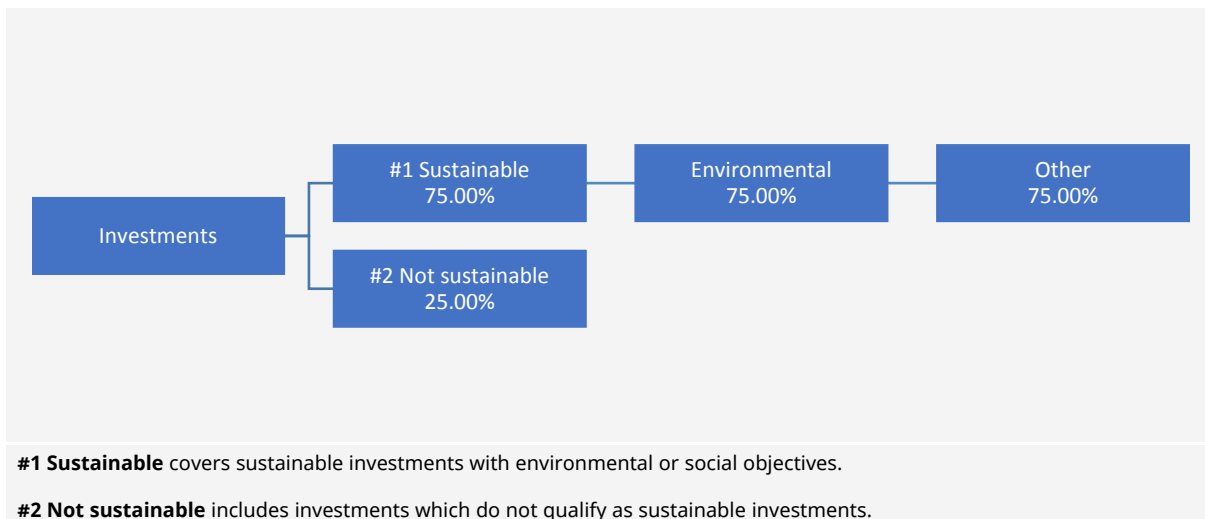 #1 Sustainable
75.00%
Environmental
75.00%
Other
75.00%
Investments
#2 Not sustainable
25.00%
#1 Sustainable covers sustainable investments with environmental or social objectives.
#2 Not sustainable includes investments which do not qualify as sustainable investments.